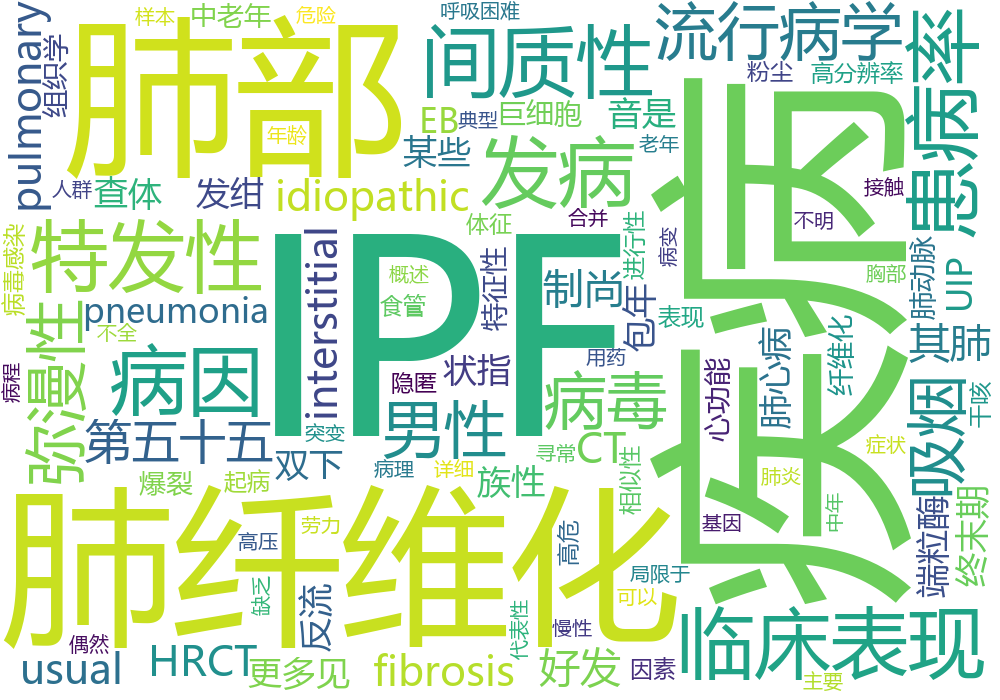 IPF
疾病
肺部
肺纤维化
间质性
流行病学
患病率
特发性
发病
病因
弥漫性
男性
病毒
临床表现
第五十五
吸烟
pulmonary
组织学
样本
中老年
危险
呼吸困难
粉尘
高分辨率
EB
典型
巨细胞
音是
某些
老年
年龄
人群
查体
发绀
idiopathic
体征
合并
接触
不明
病变
进行性
病毒感染
pneumonia
不全
interstitial
概述
食管
特征性
制尚
包年
表现
肺动脉
胸部
UIP
双下
状指
隐匿
用药
突变
寻常
CT
族性
病理
详细
心功能
肺心病
纤维化
杵
肺
干咳
病程
爆裂
起病
劳力
高压
相似性
肺炎
症状
基因
中年
端粒酶
终末期
缺乏
反流
高危
局限于
可以
偶然
usual
HRCT
更多见
fibrosis
代表性
慢性
好发
因素
主要